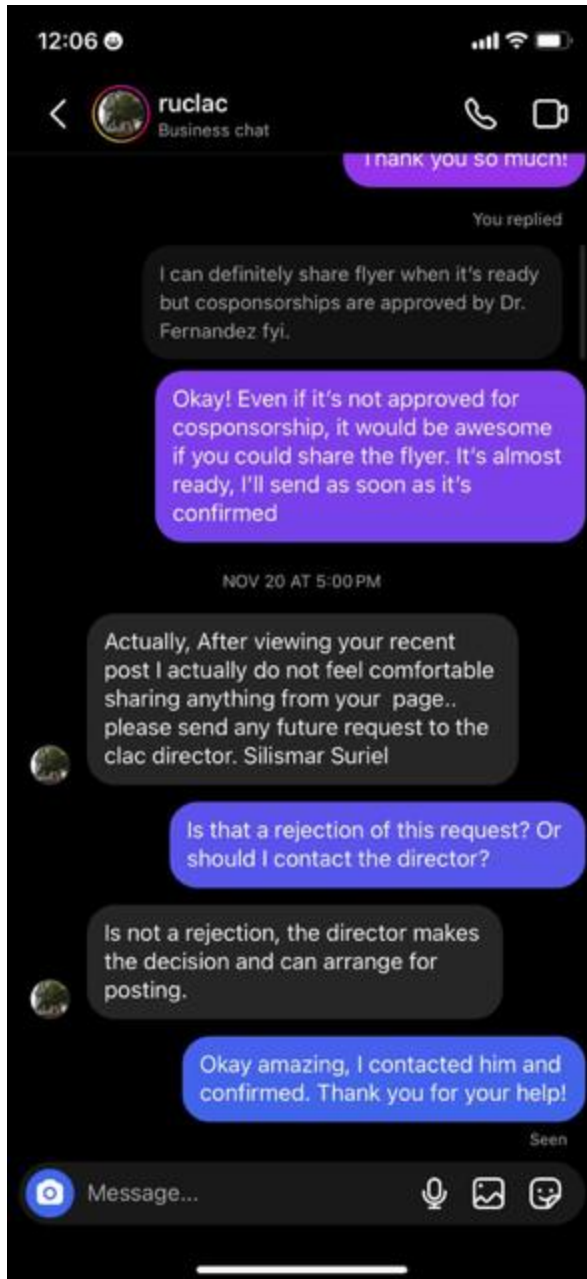 12:06
ruclac
Business chat
Thank you so much!
You replied
I can definitely share flyer when it's ready
but cosponsorships are approved by Dr.
Fernandez fyi.
Okay! Even if it's not approved for
cosponsorship, it would be awesome
if you could share the flyer. It's almost
ready, I'll send as soon as it's
confirmed
NOV 20 AT 5:00 PM
Actually, After viewing your recent
post I actually do not feel comfortable
sharing anything from your page..
please send any future request to the
clac director. Silismar Suriel
Is that a rejection of this request? Or
should I contact the director?
Is not a rejection, the director makes
the decision and can arrange for
posting.
Okay amazing, I contacted him and
confirmed. Thank you for your help!
Seen
Message...